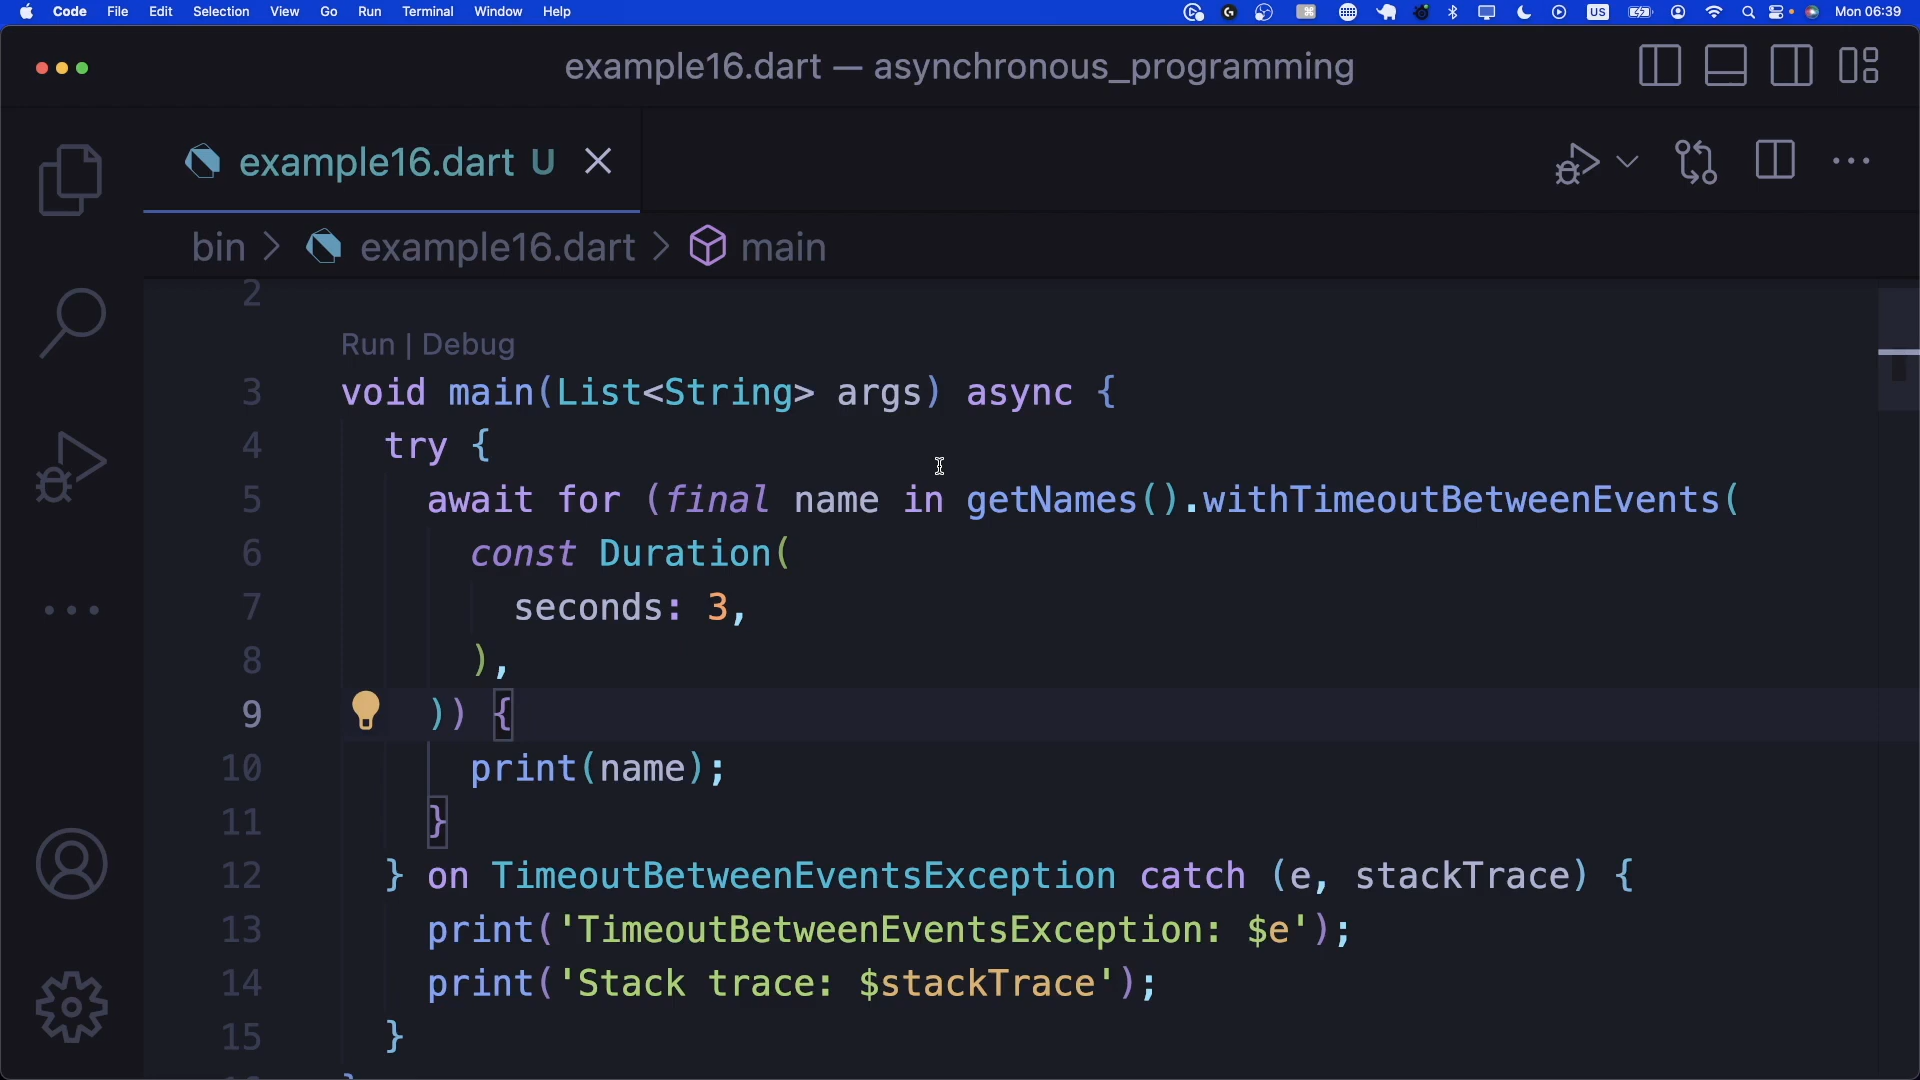 Code File Edit Selection View Go Run Terminal Window Help US Mon 06:39
example16.dart — asynchronous_programming
example16.dart U
bin > example16.dart > main
2
Run | Debug
3 void main(List<String> args) async {
4 try {
5 await for (final name in getNames().withTimeoutBetweenEvents(
6 const Duration(
7 seconds: 3,
8 ),
9 )) {
10 print(name);
11 }
12 } on TimeoutBetweenEventsException catch (e, stackTrace) {
13 print('TimeoutBetweenEventsException: $e');
14 print('Stack trace: $stackTrace');
15 }